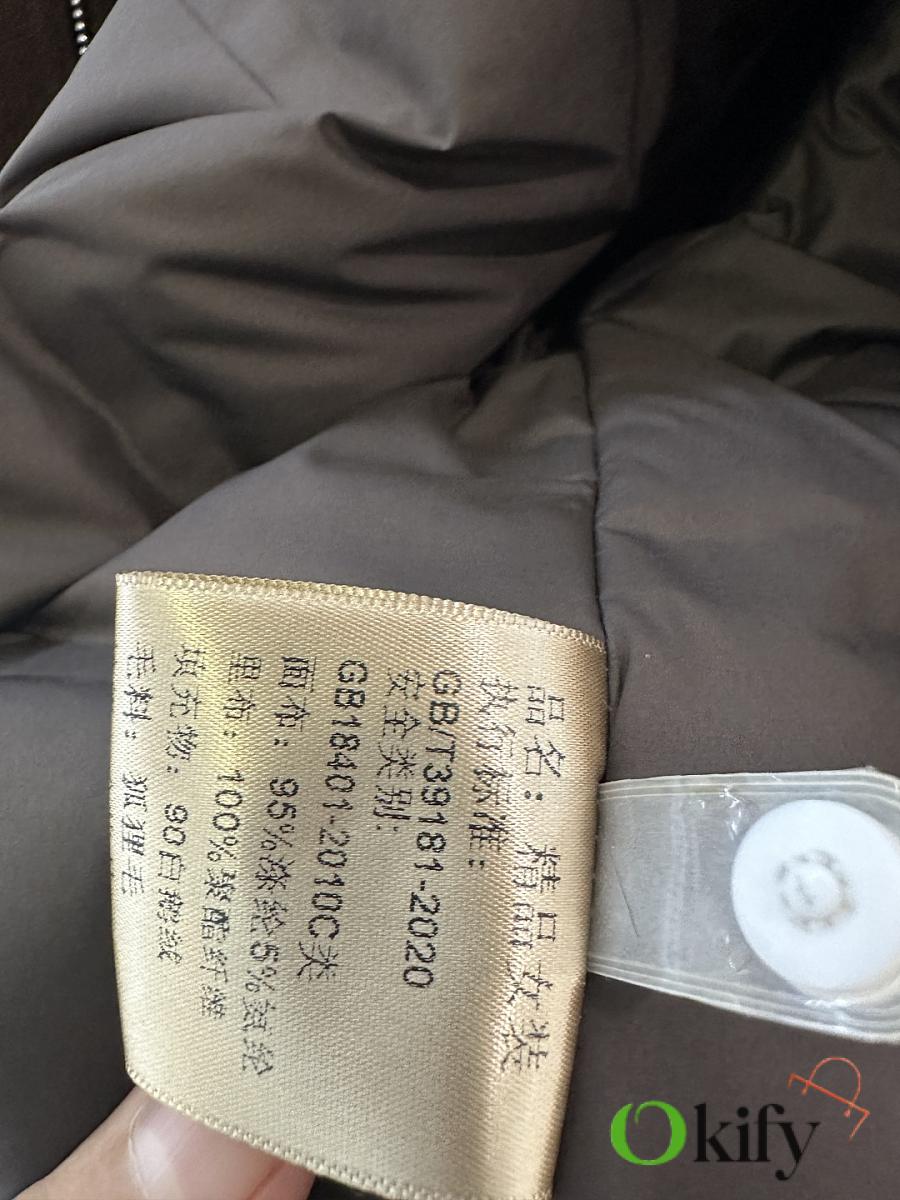 品名: 精品女装
执行标准:
GB/T39181-2020
安全类别:
GB18401-2010C类
面布: 95%涤纶5%氨纶
里布: 100%聚酯纤维
填充物: 90白鹅绒
毛料: 狐狸毛
Okify